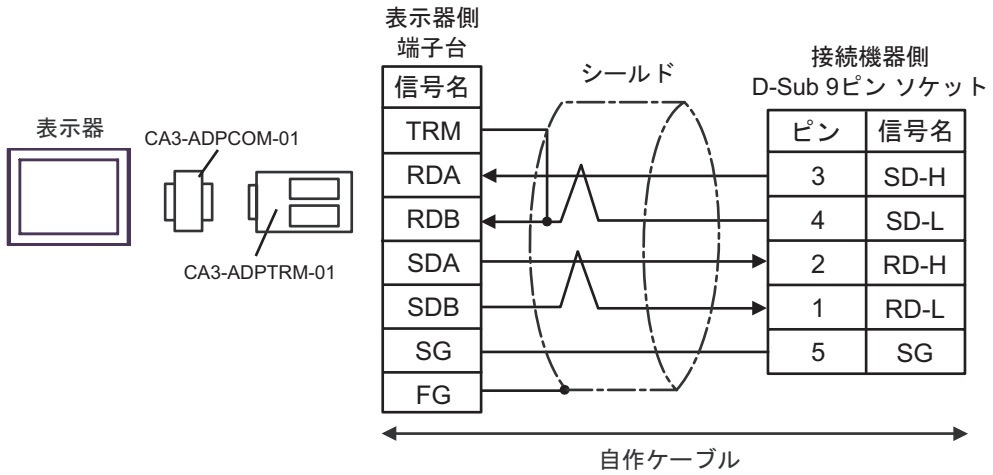 表示器
CA3-ADPCOM-01
CA3-ADPTRM-01
表示器側
端子台
信号名
TRM
RDA
RDB
SDA
SDB
SG
FG
シールド
接続機器側
D-Sub 9ピン ソケット
ピン 信号名
3 SD-H
4 SD-L
2 RD-H
1 RD-L
5 SG
自作ケーブル